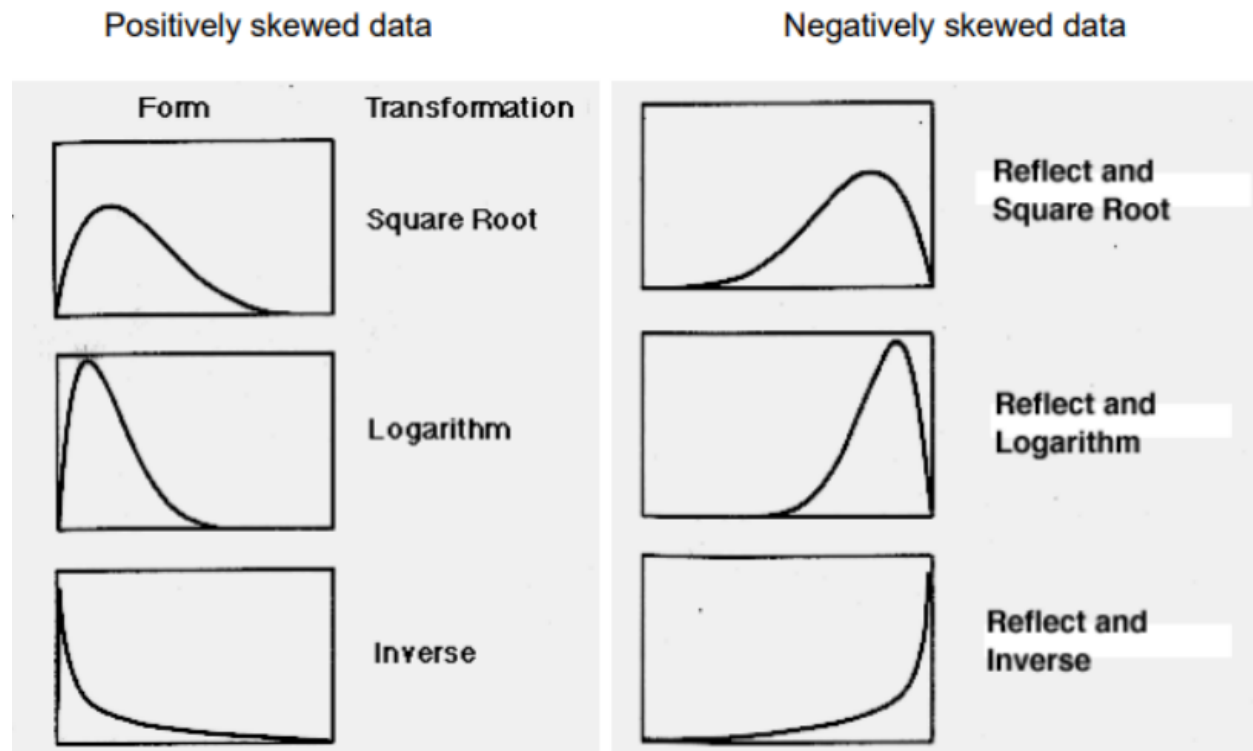 Positively skewed data
Negatively skewed data
Form
Transformation
Square Root
Logarithm
Inverse
Reflect and
Square Root
Reflect and
Logarithm
Reflect and
Inverse